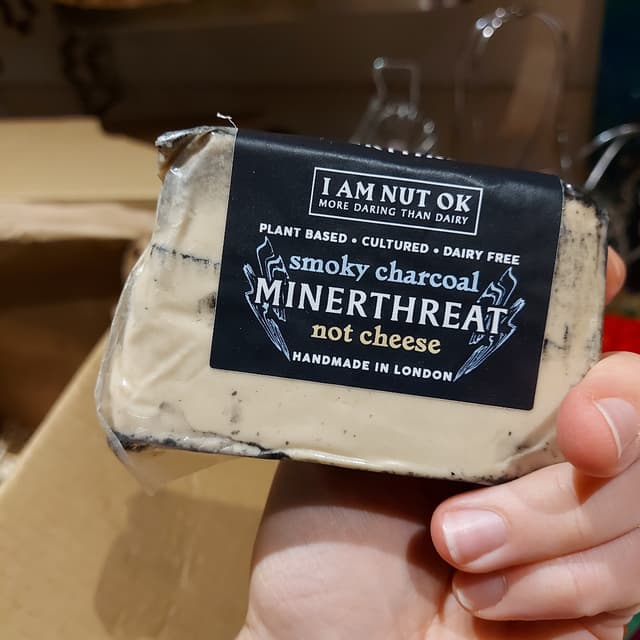 I AM NUT OK
MORE DARING THAN DAIRY
PLANT BASED • CULTURED • DAIRY FREE
smoky charcoal
MINERTHREAT
not cheese
HANDMADE IN LONDON